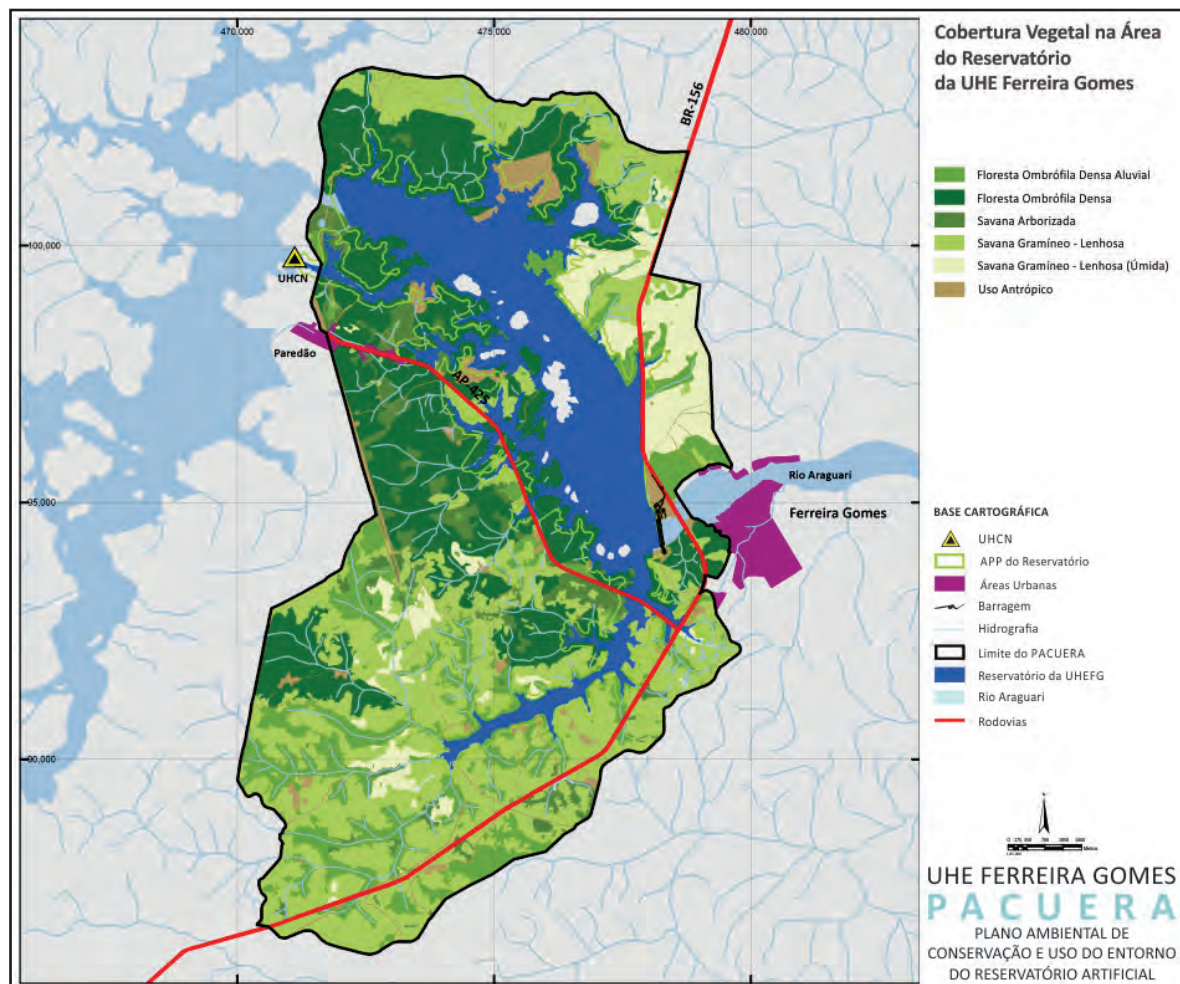 Cobertura Vegetal na Área
do Reservatório
da UHE Ferreira Gomes
470,000
475,000
480,000
BR-156
Floresta Ombrófila Densa Aluvial
Floresta Ombrófila Densa
Savana Arborizada
Savana Gramíneo - Lenhosa
Savana Gramíneo - Lenhosa (Úmida)
Uso Antrópico
100,000
UHCN
Paredão
AP-425
Rio Araguari
95,000
Ferreira Gomes
BASE CARTOGRÁFICA
UHCN
APP do Reservatório
Áreas Urbanas
Barragem
Hidrografia
Limite do PACUERA
Reservatório da UHEFG
Rio Araguari
Rodovias
90,000
UHE FERREIRA GOMES
PACUERA
PLANO AMBIENTAL DE
CONSERVAÇÃO E USO DO ENTORNO
DO RESERVATÓRIO ARTIFICIAL